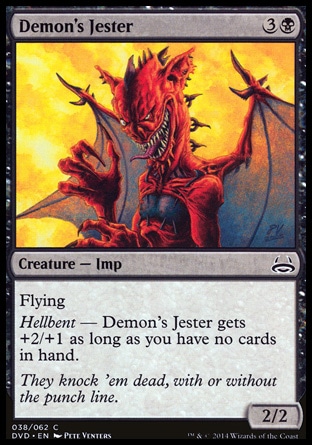 Demon's Jester 3
Creature — Imp
Flying
Hellbent — Demon's Jester gets
+2/+1 as long as you have no cards
in hand.
They knock 'em dead, with or without
the punch line.
2/2
038/062 C
DVD • EN Pete Venters
™ & © 2014 Wizards of the Coast